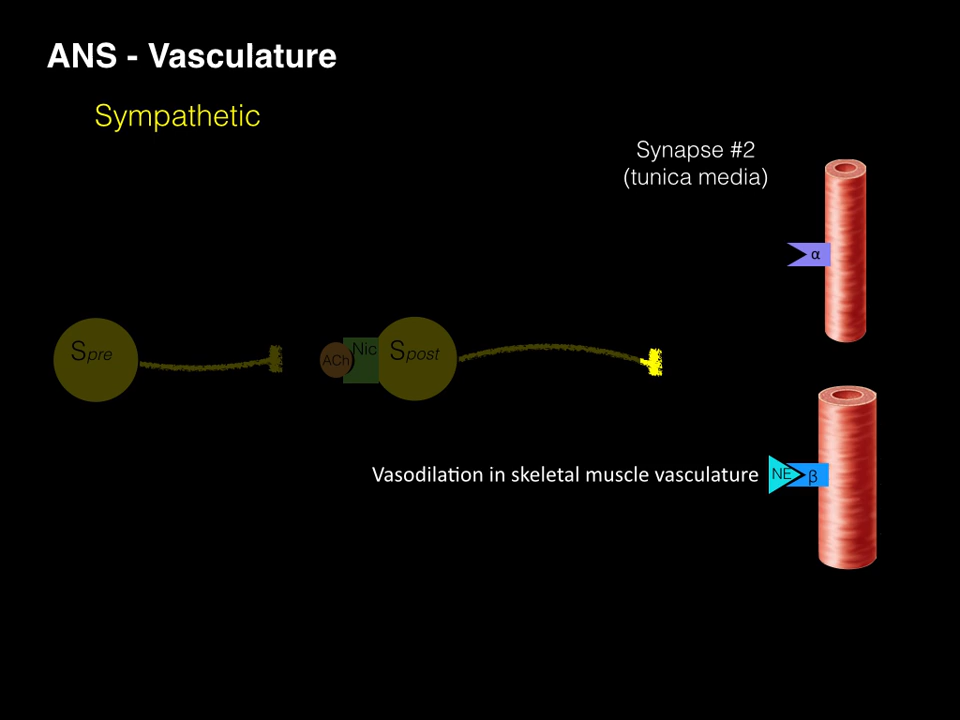 ANS - Vasculature
Sympathetic
Synapse #2
(tunica media)
α
Spre
ACh
Nic
Spost
Vasodilation in skeletal muscle vasculature
NE
β